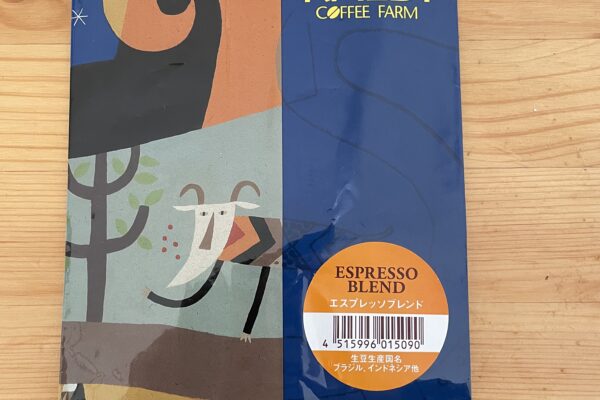 COFFEE FARM
ESPRESSO
BLEND
エスプレッソブレンド
4 515996 015090
生豆生産国名
ブラジル、インドネシア他